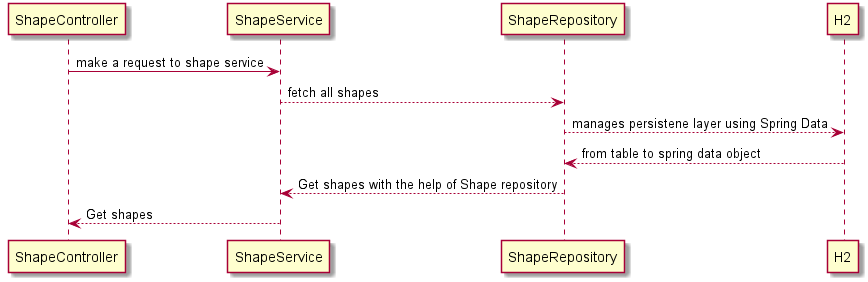 ShapeController ShapeService ShapeRepository H2
make a request to shape service
fetch all shapes
manages persistene layer using Spring Data
from table to spring data object
Get shapes with the help of Shape repository
Get shapes
ShapeController ShapeService ShapeRepository H2